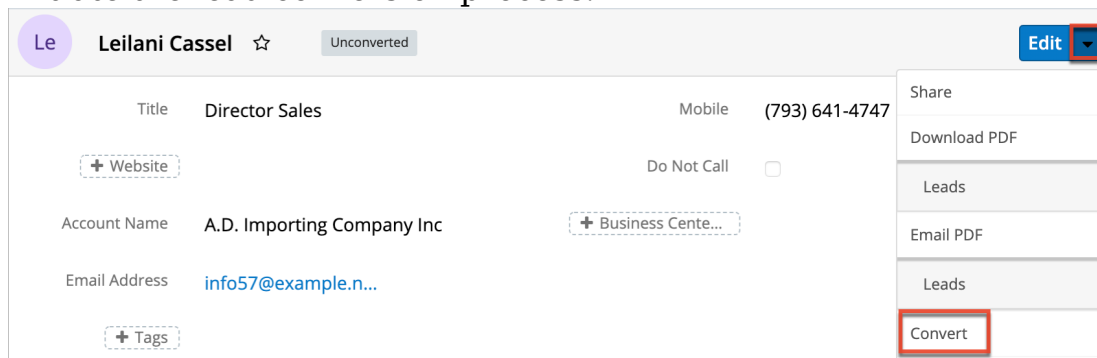 Le Leilani Cassel Unconverted Edit
Share
Title Director Sales Mobile (793) 641-4747
Download PDF
+ Website Do Not Call
Leads
Account Name A.D. Importing Company Inc + Business Cente...
Email PDF
Email Address info57@example.n...
Leads
+ Tags
Convert